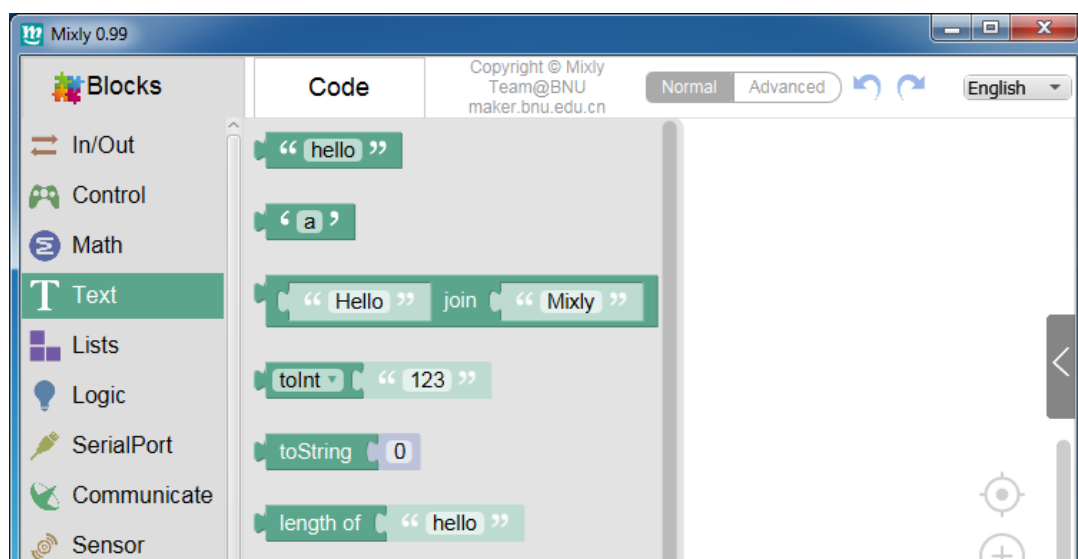 Mixly 0.99
Blocks
Code
Copyright © Mixly
Team@BNU
maker.bnu.edu.cn
Normal
Advanced
English
In/Out
Control
Math
Text
Lists
Logic
SerialPort
Communicate
Sensor
“ hello ”
‘ a ’
“ Hello ” join “ Mixly ”
toInt “ 123 ”
toString 0
length of “ hello ”